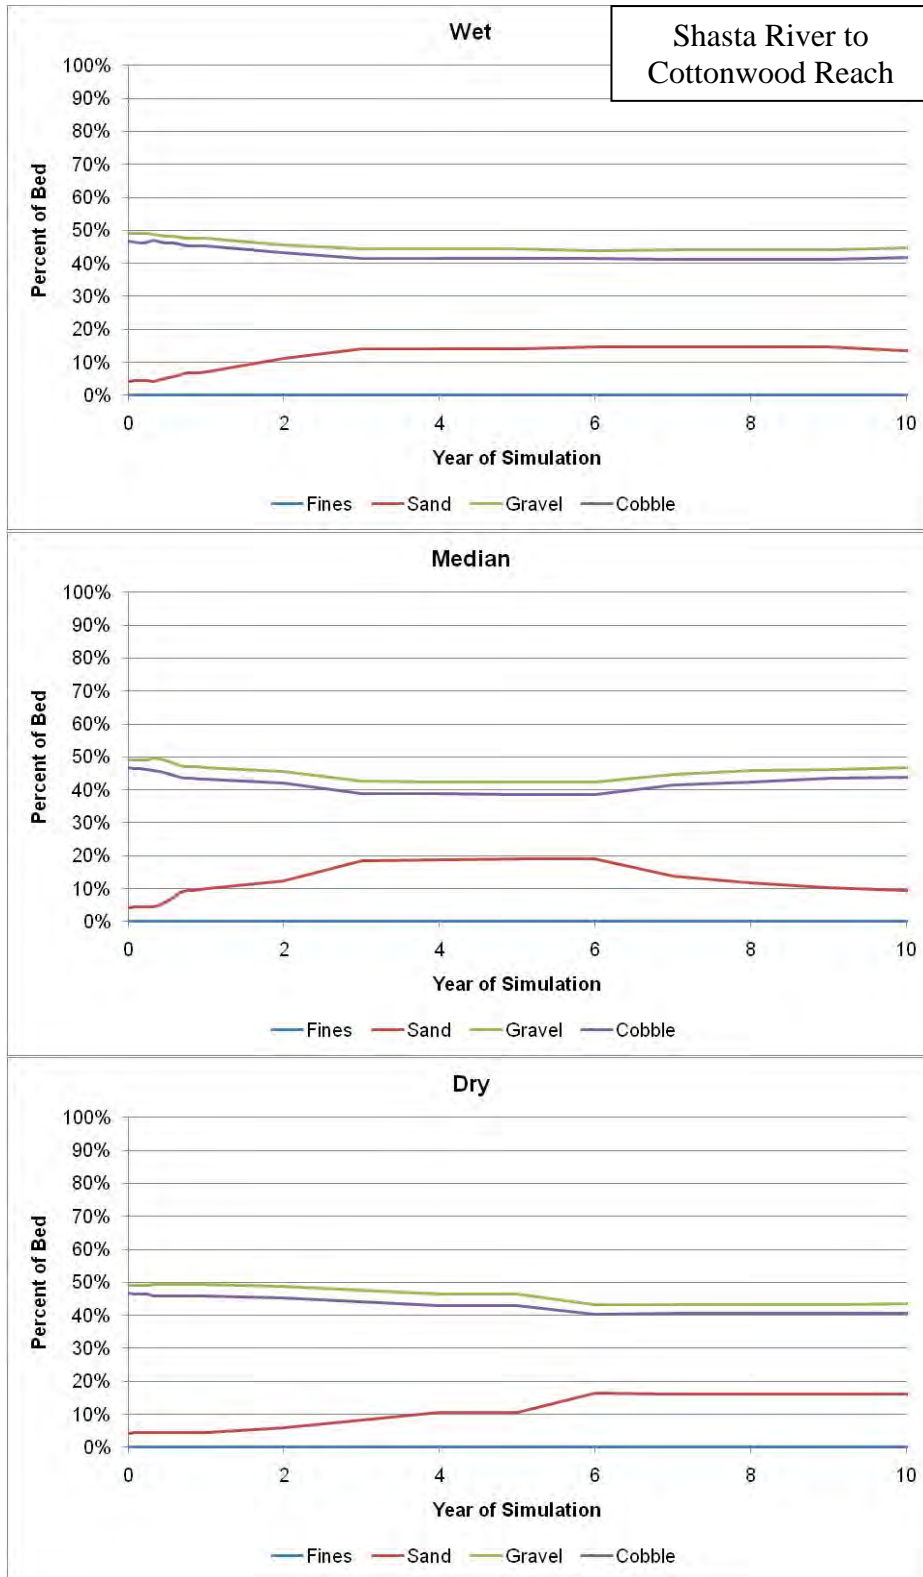 Wet
Shasta River to
Cottonwood Reach
100%
90%
80%
70%
60%
50%
40%
30%
20%
10%
0%
Percent of Bed
0 2 4 6 8 10
Year of Simulation
Fines Sand Gravel Cobble
Median
100%
90%
80%
70%
60%
50%
40%
30%
20%
10%
0%
Percent of Bed
0 2 4 6 8 10
Year of Simulation
Fines Sand Gravel Cobble
Dry
100%
90%
80%
70%
60%
50%
40%
30%
20%
10%
0%
Percent of Bed
0 2 4 6 8 10
Year of Simulation
Fines Sand Gravel Cobble